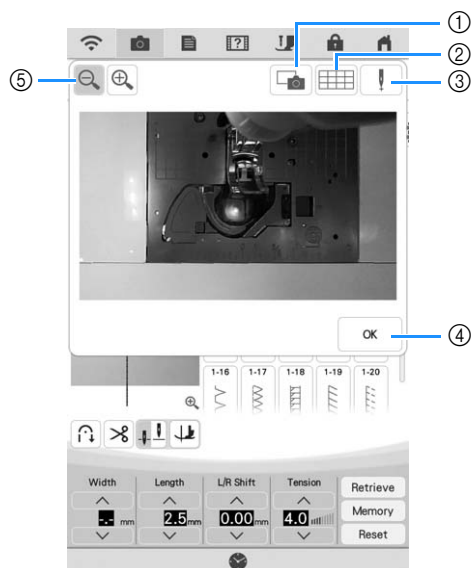 ①
②
⑤
③
OK
④
1-16 1-17 1-18 1-19 1-20
Width Length L/R Shift Tension
-.- mm 2.5 mm 0.00 mm 4.0
Retrieve
Memory
Reset